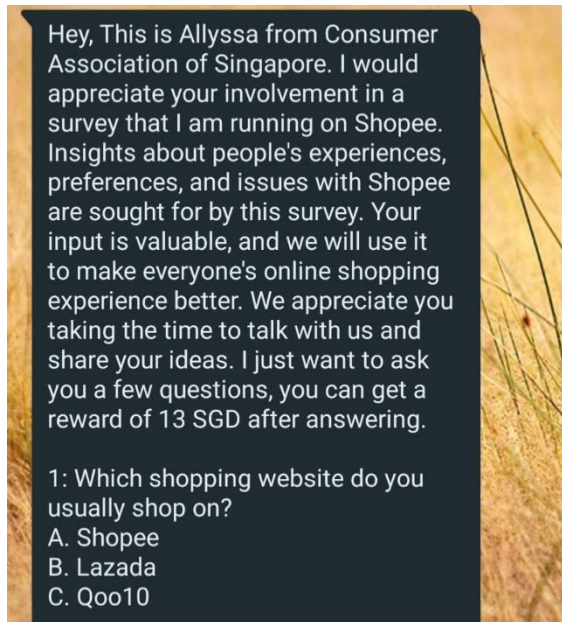 Hey, This is Allyssa from Consumer
Association of Singapore. I would
appreciate your involvement in a
survey that I am running on Shopee.
Insights about people's experiences,
preferences, and issues with Shopee
are sought for by this survey. Your
input is valuable, and we will use it
to make everyone's online shopping
experience better. We appreciate you
taking the time to talk with us and
share your ideas. I just want to ask
you a few questions, you can get a
reward of 13 SGD after answering.
1: Which shopping website do you
usually shop on?
A. Shopee
B. Lazada
C. Qoo10